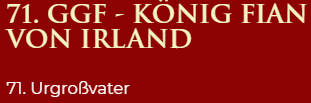 71. GGF - KÖNIG FIAN
VON IRLAND
71. Urgroßvater